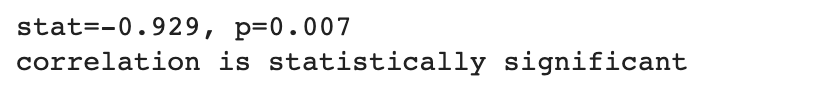 stat=-0.929, p=0.007
correlation is statistically significant